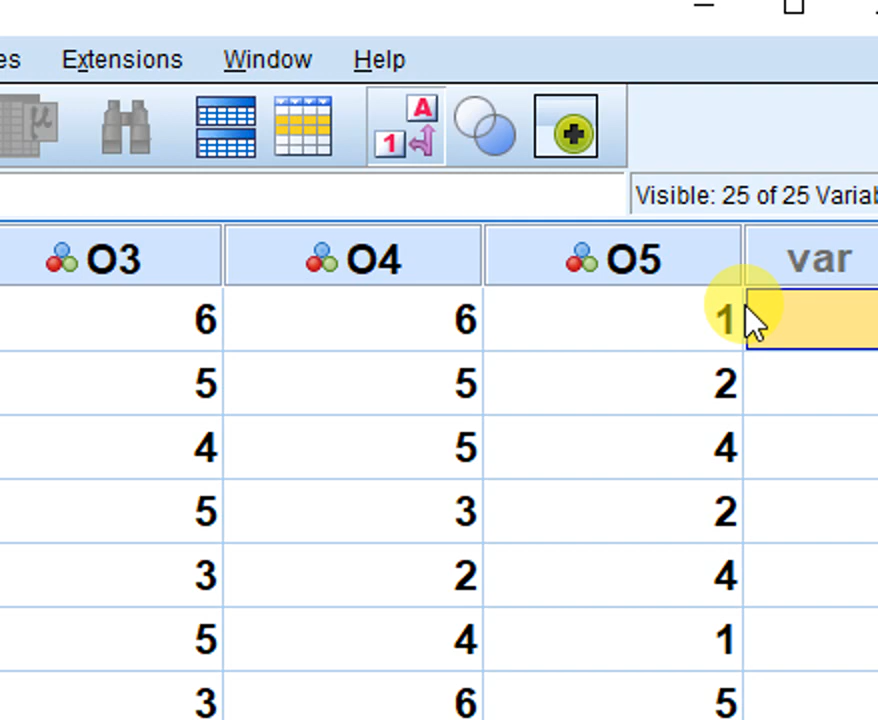 es Extensions Window Help
μ A 1
Visible: 25 of 25 Variab
O3 O4 O5 var
6 6 1
5 5 2
4 5 4
5 3 2
3 2 4
5 4 1
3 6 5